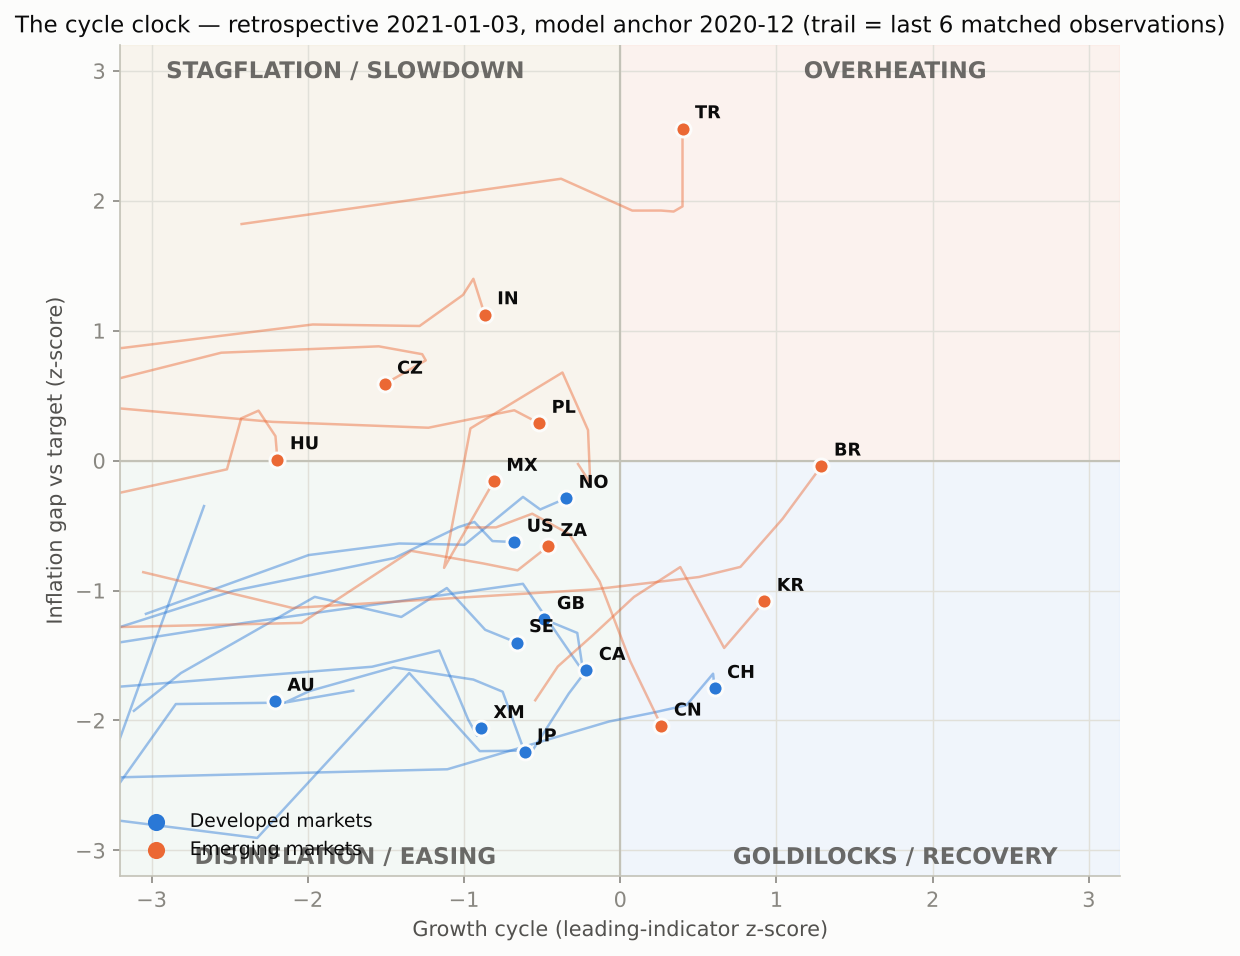 The cycle clock — retrospective 2021-01-03, model anchor 2020-12 (trail = last 6 matched observations)
STAGFLATION / SLOWDOWN
OVERHEATING
TR
IN
CZ
PL
HU
BR
MX
NO
US
ZA
KR
GB
SE
CA
CH
AU
CN
XM
JP
Developed markets
Emerging markets
DISINFLATION / EASING
GOLDILOCKS / RECOVERY
3
2
1
0
−1
−2
−3
−3
−2
−1
0
1
2
3
Inflation gap vs target (z-score)
Growth cycle (leading-indicator z-score)